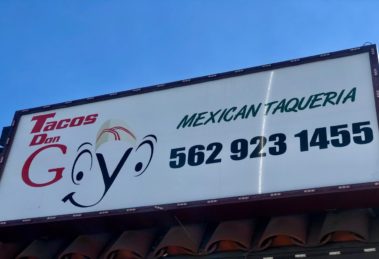 Tacos
Don
Goyo
MEXICAN TAQUERIA
562 923 1455